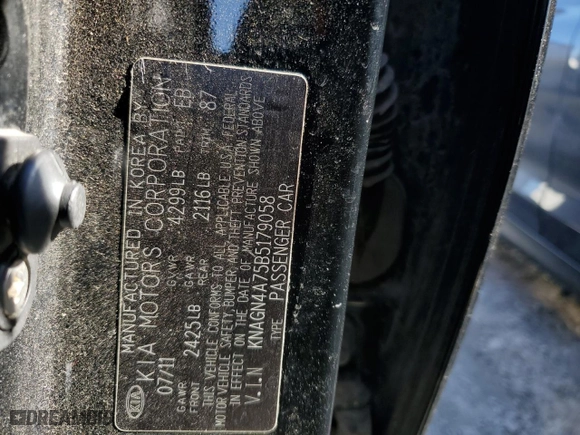 KIA
MANUFACTURED IN KOREA BY
KIA MOTORS CORPORATION
07/11 GVWR 4299LB PAINT EB
GAWR FRONT 2425LB GAWR REAR 2116LB TRIM 87
THIS VEHICLE CONFORMS TO ALL APPLICABLE U.S.A. FEDERAL
MOTOR VEHICLE SAFETY, BUMPER AND THEFT PREVENTION STANDARDS
IN EFFECT ON THE DATE OF MANUFACTURE SHOWN ABOVE
V.I.N KNAGN4A75B5179058
TYPE PASSENGER CAR
© DREAMBID